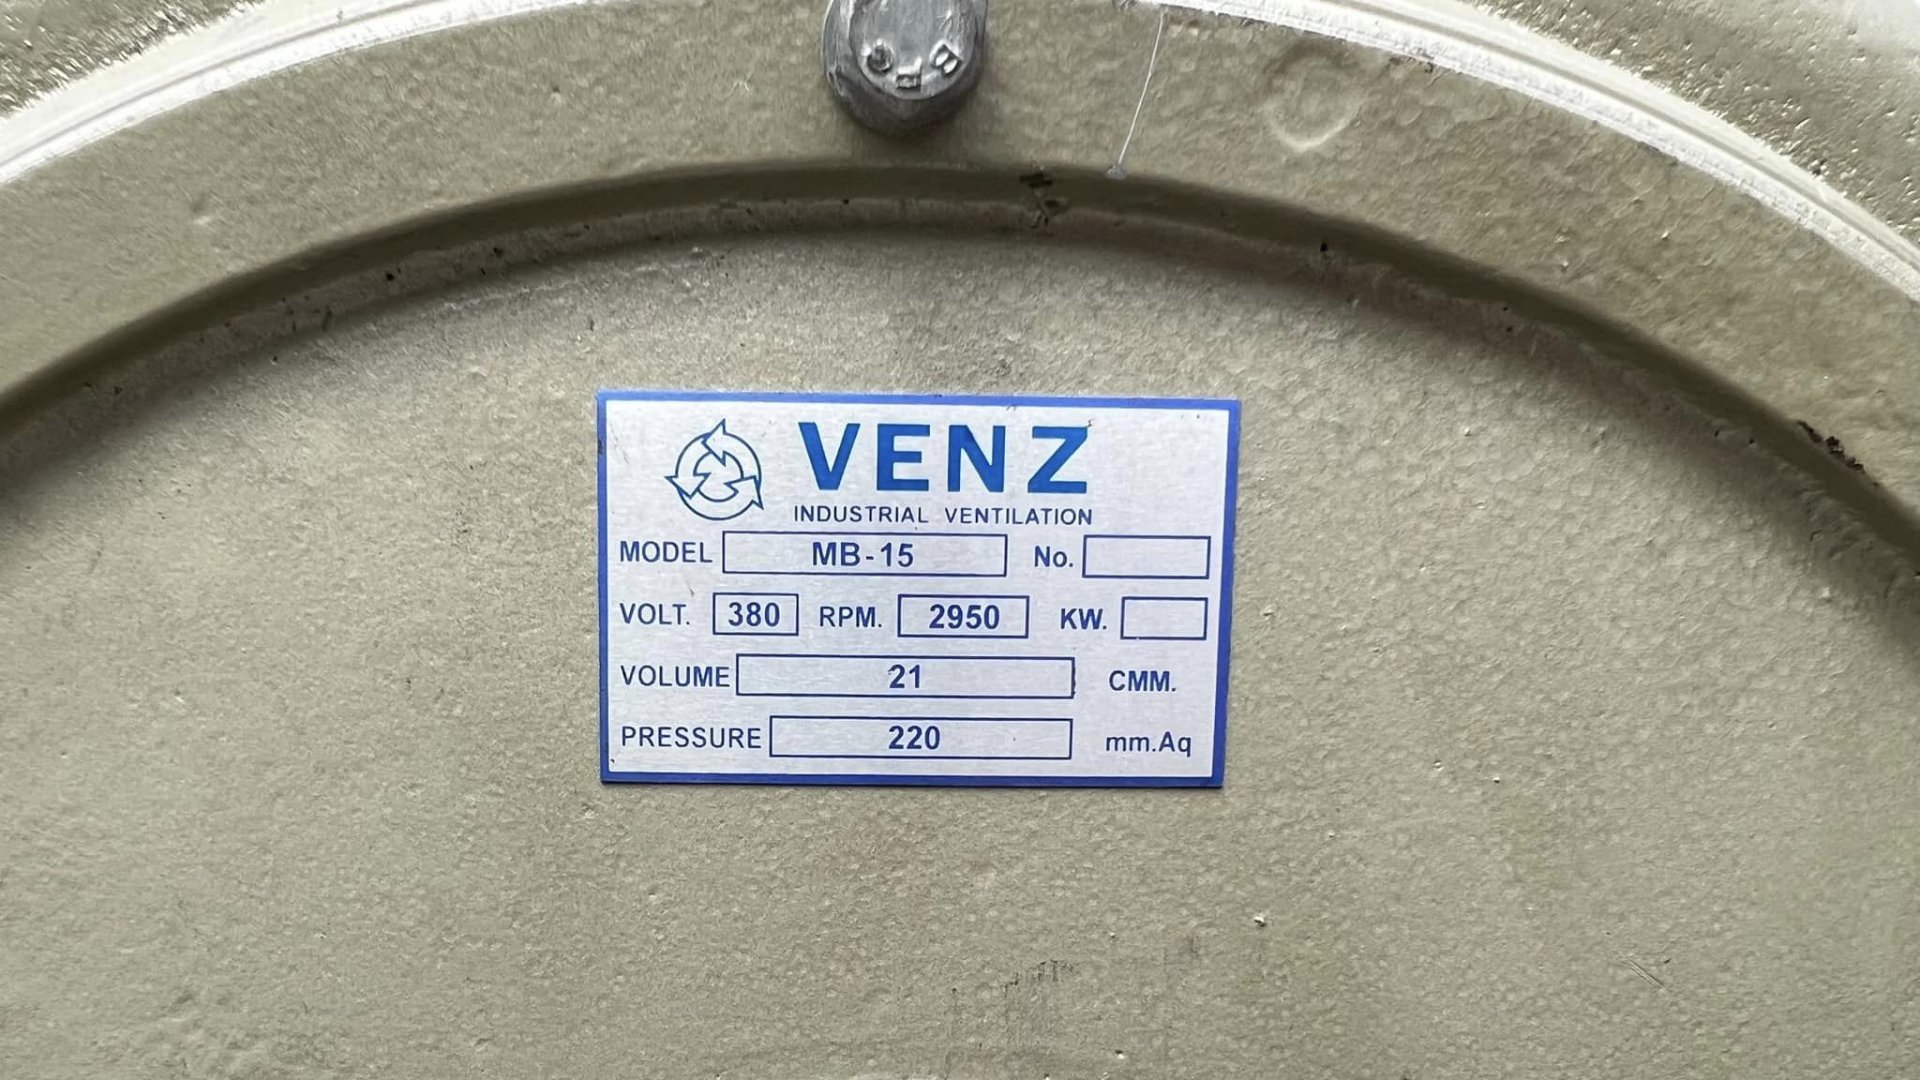 VENZ
INDUSTRIAL VENTILATION
MODEL MB-15 No.
VOLT. 380 RPM. 2950 KW.
VOLUME 21 CMM.
PRESSURE 220 mm.Aq